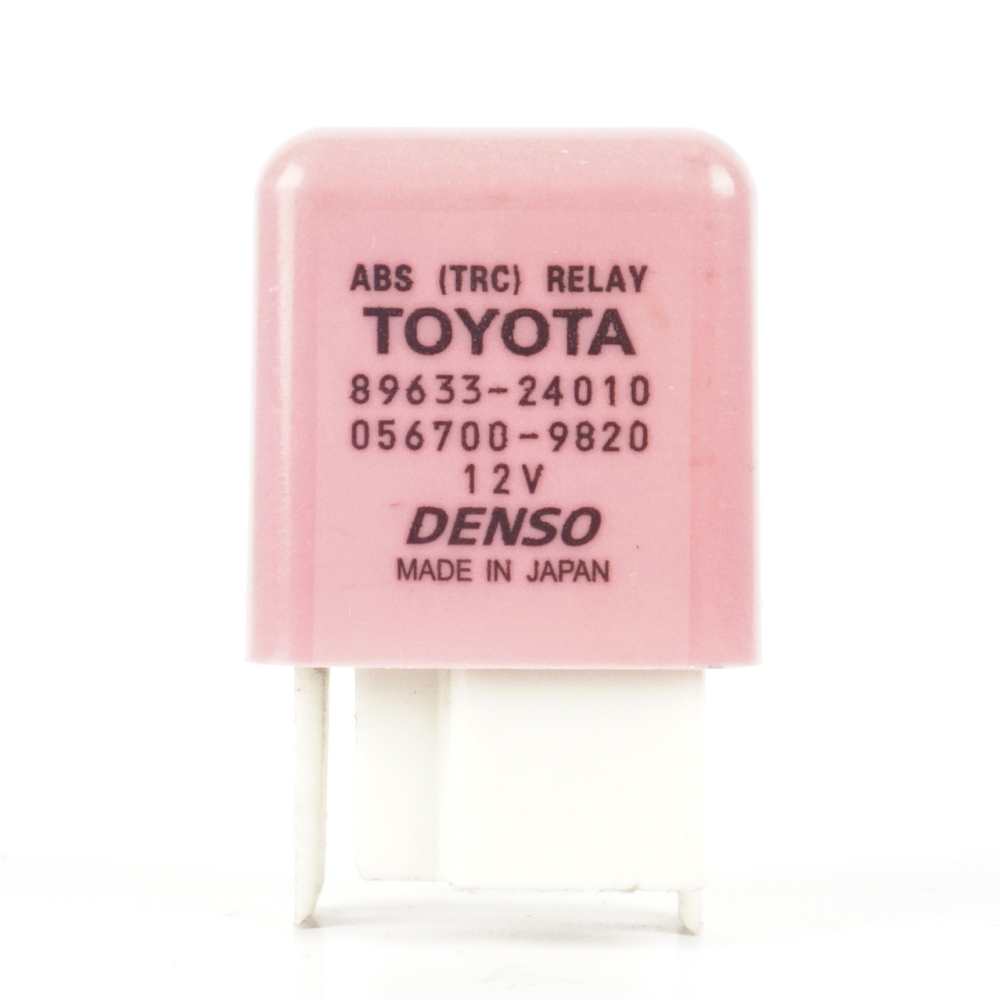 ABS (TRC) RELAY
TOYOTA
89633-24010
056700-9820
12V
DENSO
MADE IN JAPAN